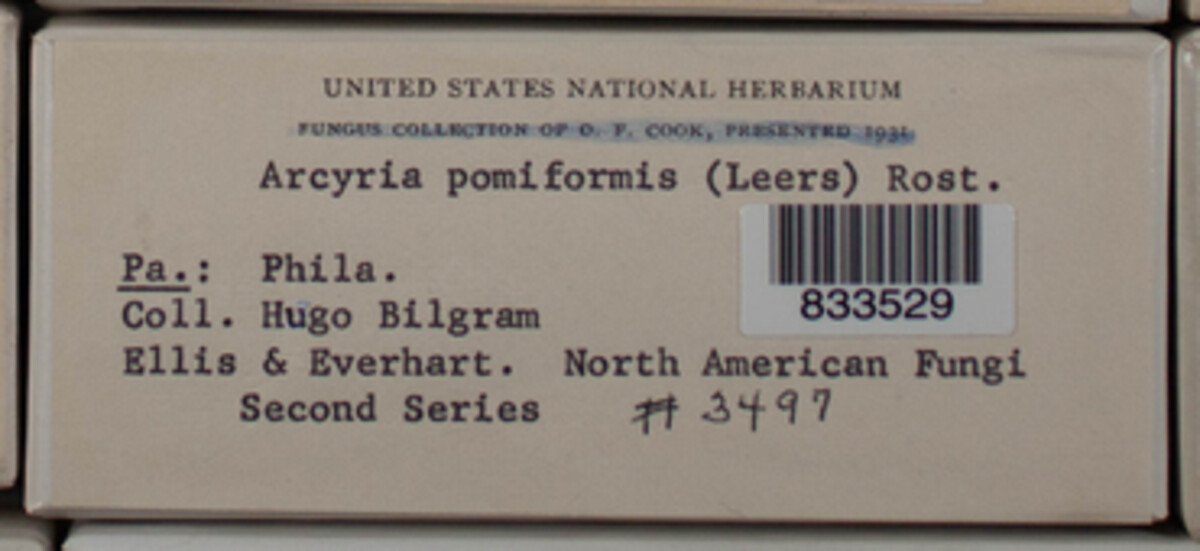 UNITED STATES NATIONAL HERBARIUM
FUNGUS COLLECTION OF O. F. COOK, PRESENTED 1931
Arcyria pomiformis (Leers) Rost.
833529
Pa.: Phila.
Coll. Hugo Bilgram
Ellis & Everhart. North American Fungi
Second Series # 3497